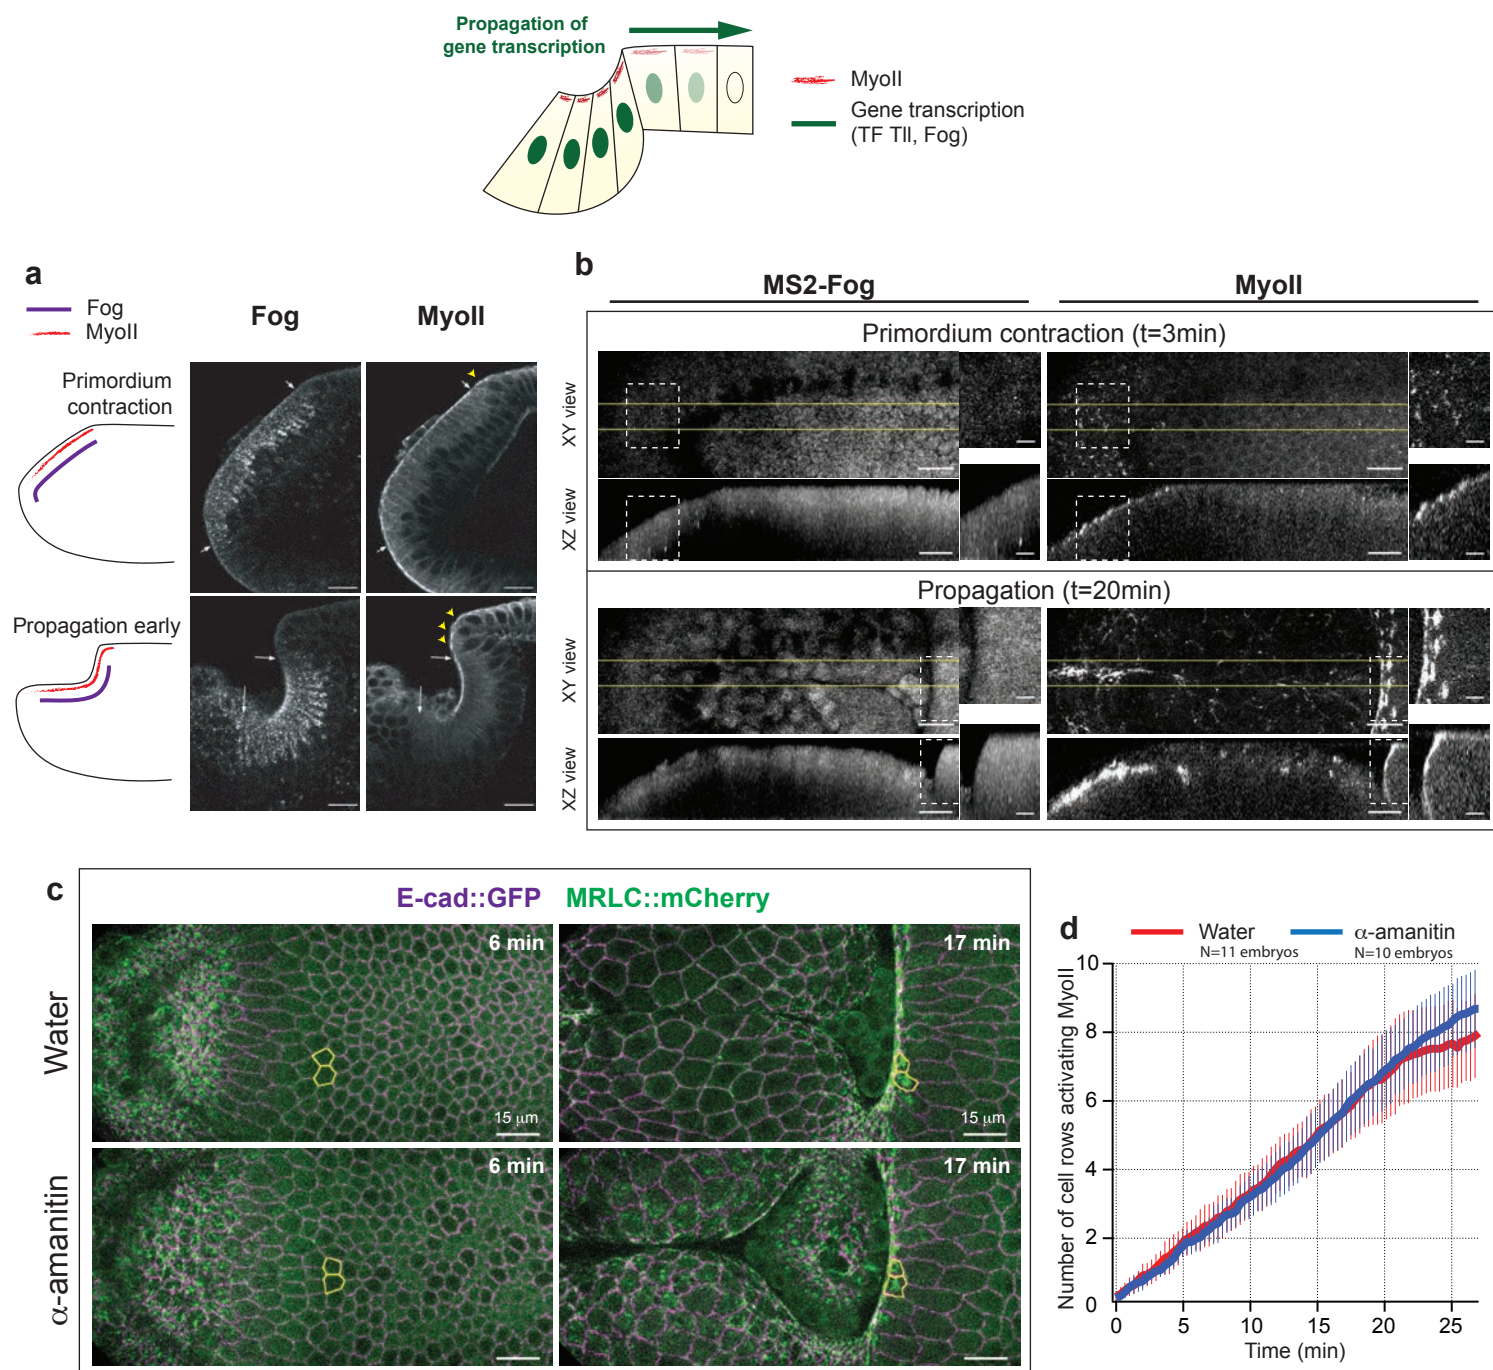 Propagation of
gene transcription
MyoII
Gene transcription
(TF Tll, Fog)
a
Fog
MyoII
Fog
MyoII
Primordium
contraction
Propagation early
b
MS2-Fog
MyoII
Primordium contraction (t=3min)
XY view
XZ view
Propagation (t=20min)
XY view
XZ view
c
E-cad::GFP
MRLC::mCherry
Water
6 min
15 μm
17 min
15 μm
α-amanitin
6 min
17 min
d
Water
N=11 embryos
α-amanitin
N=10 embryos
Number of cell rows activating MyoII
10
8
6
4
2
0
0
5
10
15
20
25
Time (min)